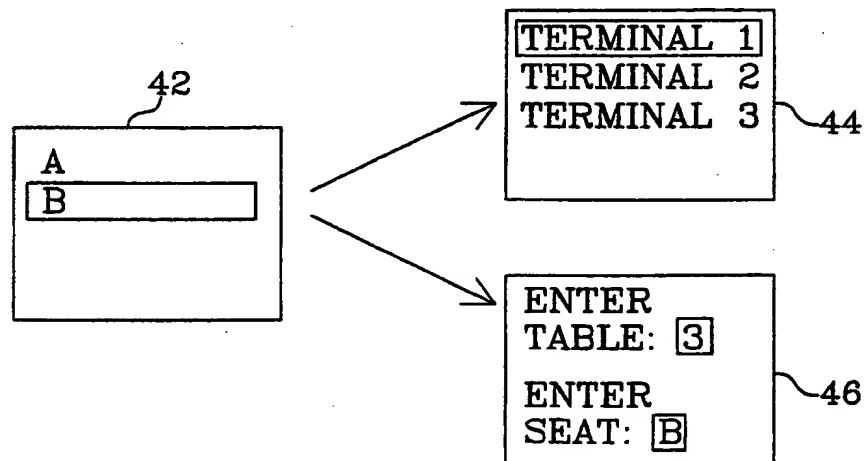 42
A
B
TERMINAL 1
TERMINAL 2
TERMINAL 3
44
ENTER
TABLE: 3
ENTER
SEAT: B
46